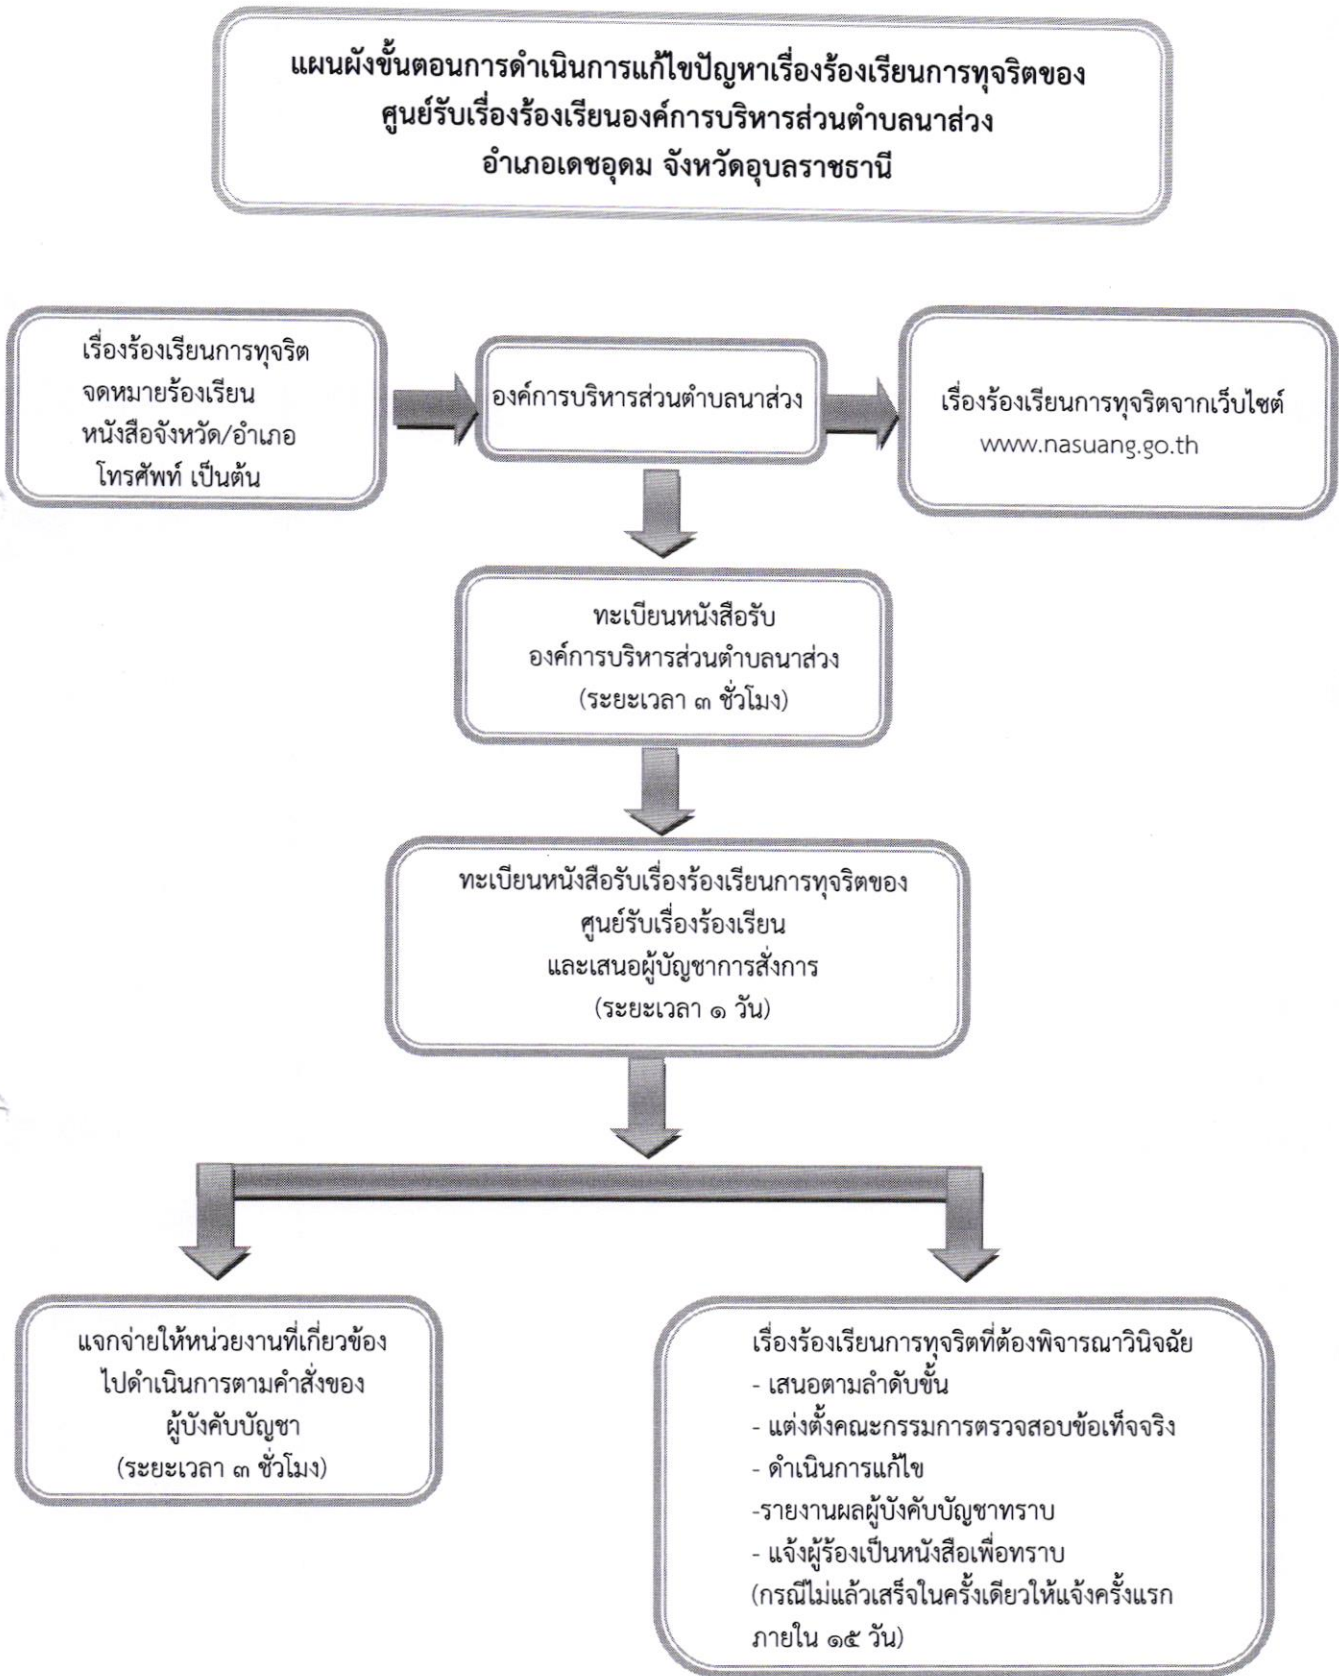 แผนผังขั้นตอนการดำเนินการแก้ไขปัญหาเรื่องร้องเรียนการทุจริตของ
ศูนย์รับเรื่องร้องเรียนองค์การบริหารส่วนตำบลนาส่วง
อำเภอเดชอุดม จังหวัดอุบลราชธานี
เรื่องร้องเรียนการทุจริต
จดหมายร้องเรียน
หนังสือจังหวัด/อำเภอ
โทรศัพท์ เป็นต้น
องค์การบริหารส่วนตำบลนาส่วง
เรื่องร้องเรียนการทุจริตจากเว็บไซต์
www.nasuang.go.th
ทะเบียนหนังสือรับ
องค์การบริหารส่วนตำบลนาส่วง
(ระยะเวลา ๓ ชั่วโมง)
ทะเบียนหนังสือรับเรื่องร้องเรียนการทุจริตของ
ศูนย์รับเรื่องร้องเรียน
และเสนอผู้บัญชาการสั่งการ
(ระยะเวลา ๑ วัน)
แจกจ่ายให้หน่วยงานที่เกี่ยวข้อง
ไปดำเนินการตามคำสั่งของ
ผู้บังคับบัญชา
(ระยะเวลา ๓ ชั่วโมง)
เรื่องร้องเรียนการทุจริตที่ต้องพิจารณาวินิจฉัย
- เสนอตามลำดับขั้น
- แต่งตั้งคณะกรรมการตรวจสอบข้อเท็จจริง
- ดำเนินการแก้ไข
-รายงานผลผู้บังคับบัญชาทราบ
- แจ้งผู้ร้องเป็นหนังสือเพื่อทราบ
(กรณีไม่แล้วเสร็จในครั้งเดียวให้แจ้งครั้งแรก
ภายใน ๑๕ วัน)